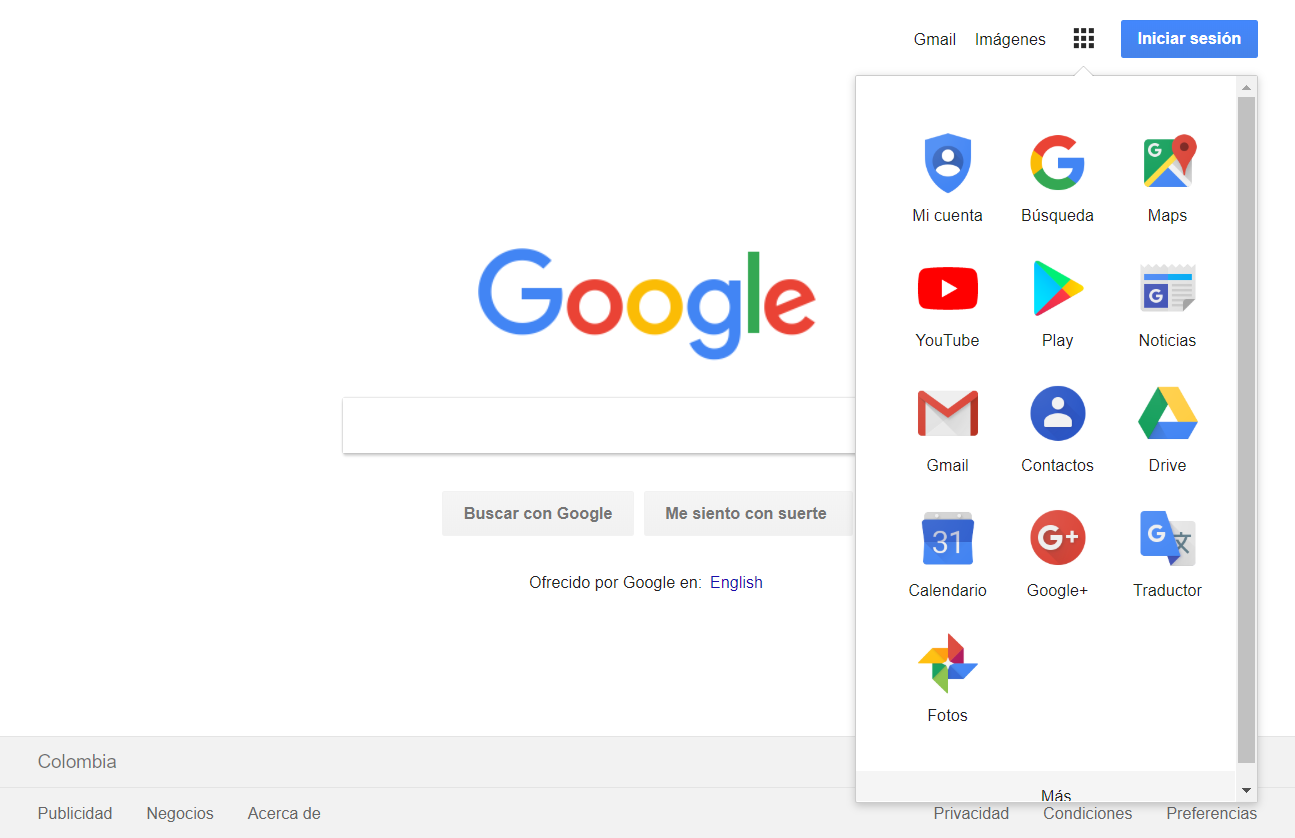 Gmail Imágenes Iniciar sesión
Mi cuenta Búsqueda Maps
YouTube Play Noticias
Gmail Contactos Drive
31
G+
Calendario Google+ Traductor
Fotos
Más
Google
Buscar con Google Me siento con suerte
Ofrecido por Google en: English
Colombia
Publicidad Negocios Acerca de Privacidad Condiciones Preferencias